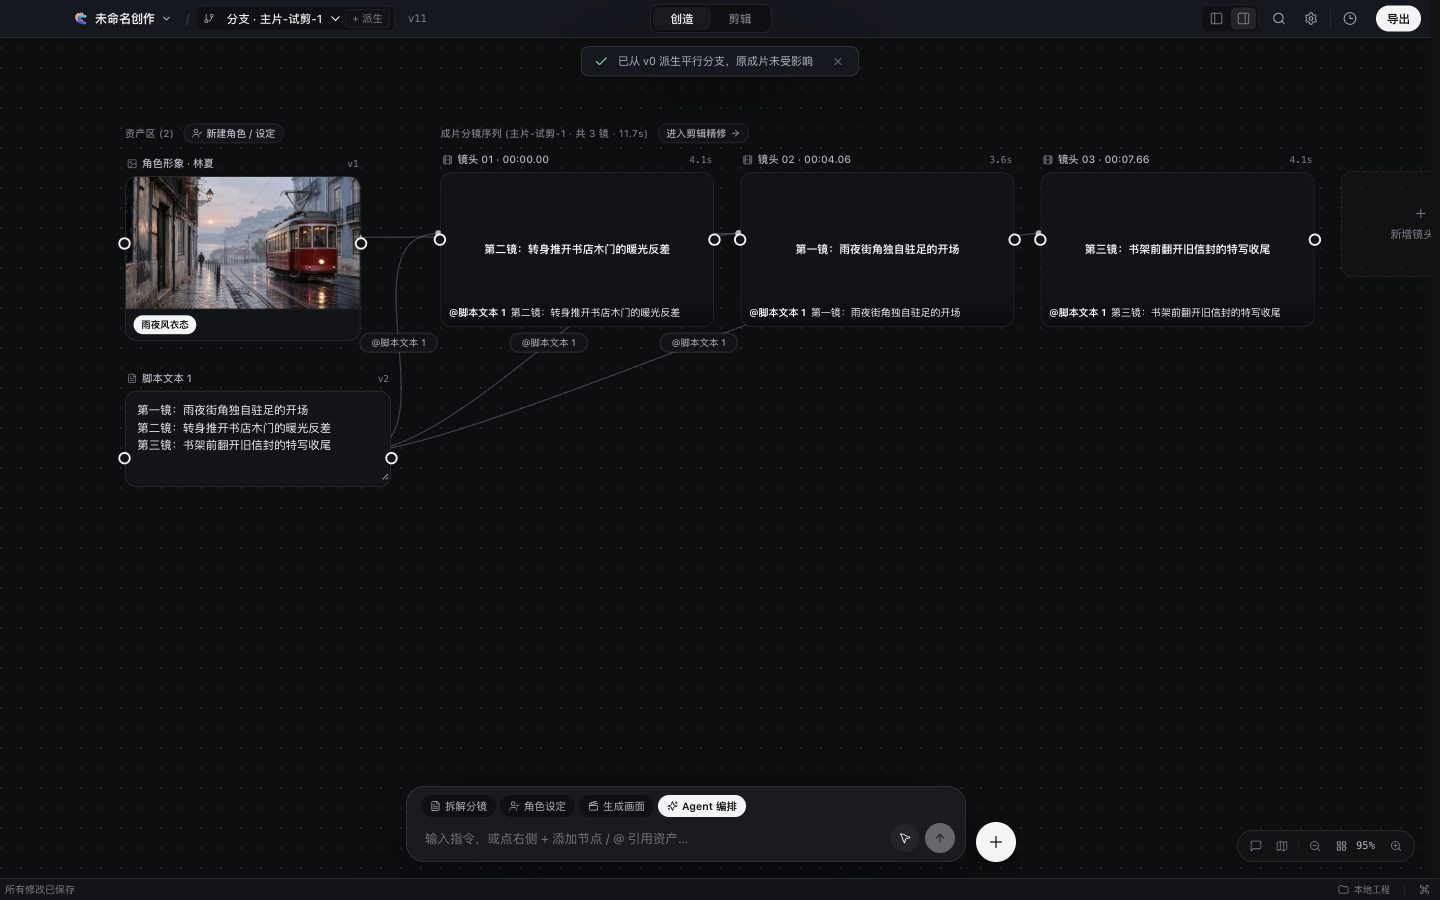 未命名创作 / 分支 · 主片-试剪-1 + 派生 v11 创造 剪辑 导出
已从 v0 派生平行分支，原成片未受影响
资产区 (2) 新建角色 / 设定
成片分镜序列 (主片-试剪-1 · 共 3 镜 · 11.7s) 进入剪辑精修 →
角色形象 · 林夏 v1
雨夜风衣态
镜头 01 · 00:00.00 4.1s
第二镜：转身推开书店木门的暖光反差
@脚本文本 1 第二镜：转身推开书店木门的暖光反差
镜头 02 · 00:04.06 3.6s
第一镜：雨夜街角独自驻足的开场
@脚本文本 1 第一镜：雨夜街角独自驻足的开场
镜头 03 · 00:07.66 4.1s
第三镜：书架前翻开旧信封的特写收尾
@脚本文本 1 第三镜：书架前翻开旧信封的特写收尾
+
新增镜头
@脚本文本 1
@脚本文本 1
@脚本文本 1
脚本文本 1 v2
第一镜：雨夜街角独自驻足的开场
第二镜：转身推开书店木门的暖光反差
第三镜：书架前翻开旧信封的特写收尾
拆解分镜 角色设定 生成画面 Agent 编排
输入指令，或点右侧 + 添加节点 / @ 引用资产...
95%
所有修改已保存 本地工程